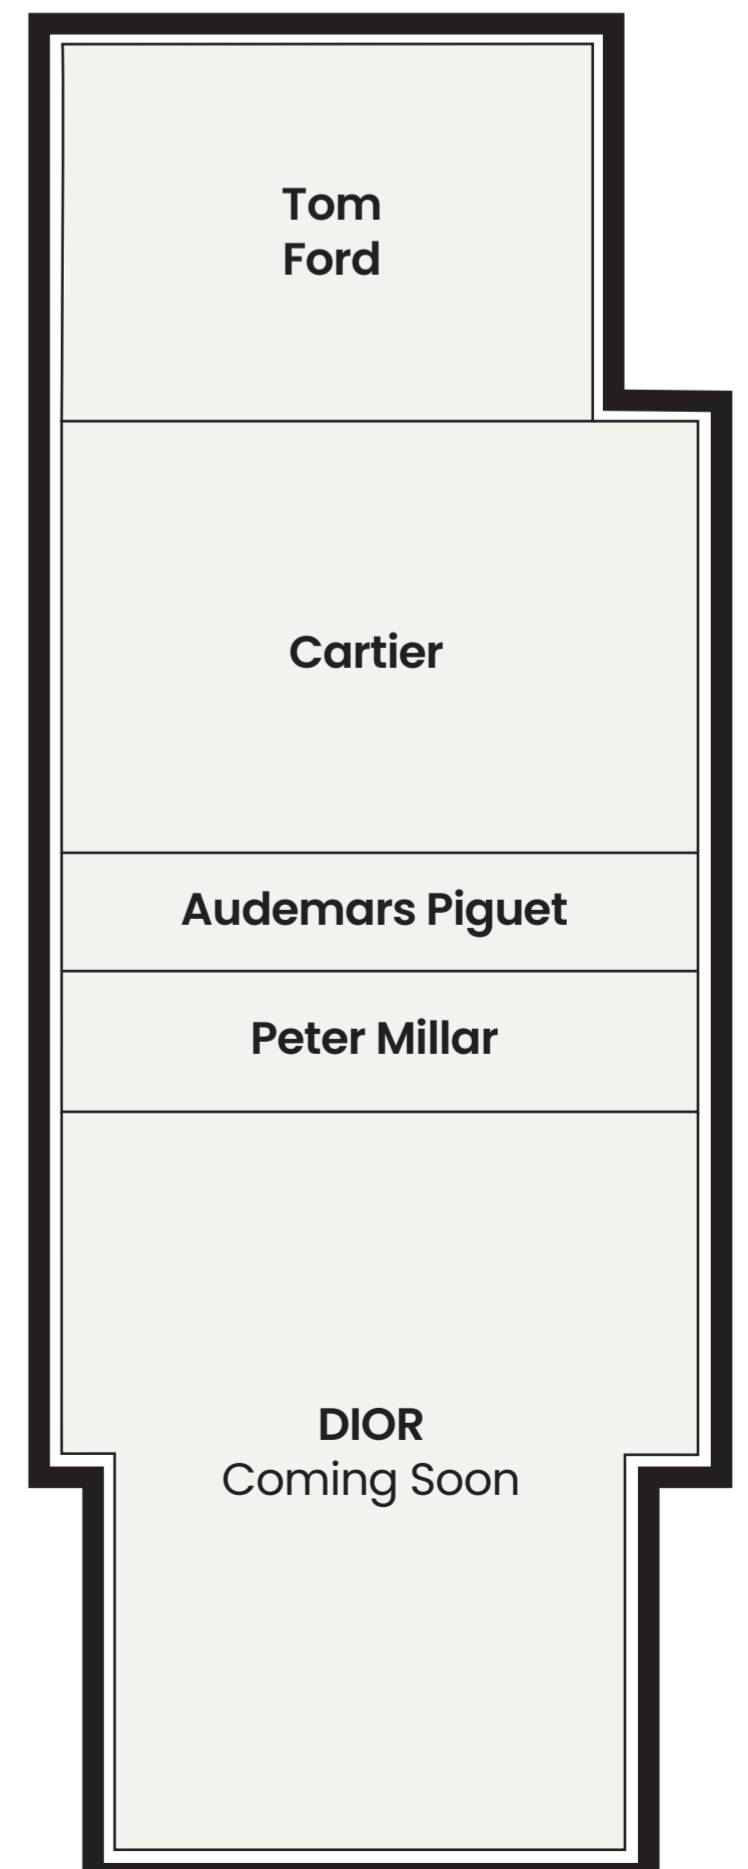 Tom
Ford
Cartier
Audemars Piguet
Peter Millar
DIOR
Coming Soon